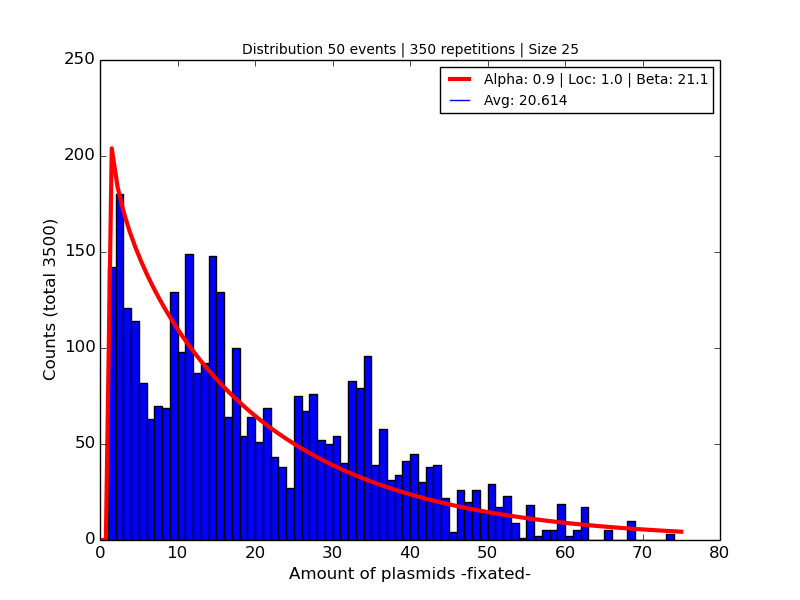 Distribution 50 events | 350 repetitions | Size 25
Alpha: 0.9 | Loc: 1.0 | Beta: 21.1
Avg: 20.614
250
200
150
100
50
0
Counts (total 3500)
0 10 20 30 40 50 60 70 80
Amount of plasmids -fixated-